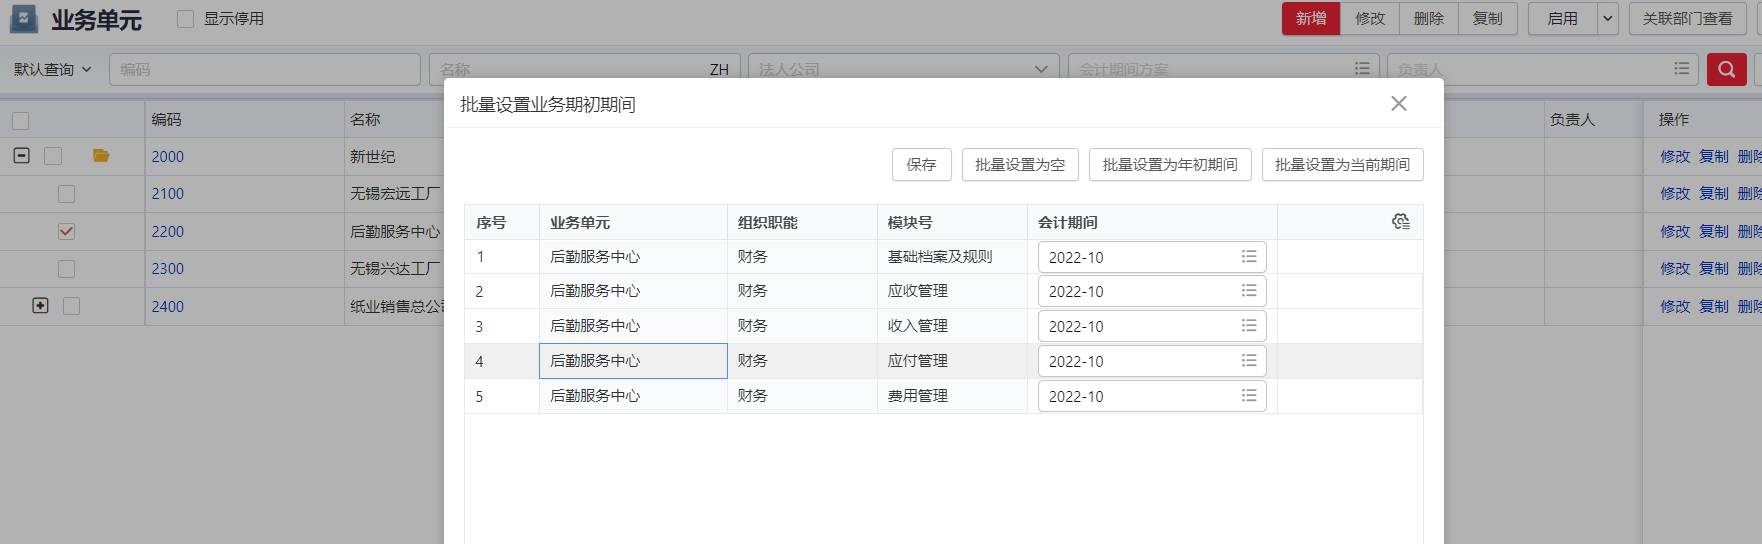 业务单元 显示停用 新增 修改 删除 复制 启用 关联部门查看
默认查询 编码 名称 ZH 法人公司 会计期间方案 负责人
批量设置业务期初期间
编码 名称 负责人 操作
2000 新世纪 修改 复制 删除
保存 批量设置为空 批量设置为年初期间 批量设置为当前期间
2100 无锡宏远工厂 修改 复制 删除
序号 业务单元 组织职能 模块号 会计期间
2200 后勤服务中心 修改 复制 删除
1 后勤服务中心 财务 基础档案及规则 2022-10
2300 无锡兴达工厂 修改 复制 删除
2 后勤服务中心 财务 应收管理 2022-10
2400 纸业销售总公 修改 复制 删除
3 后勤服务中心 财务 收入管理 2022-10
4 后勤服务中心 财务 应付管理 2022-10
5 后勤服务中心 财务 费用管理 2022-10